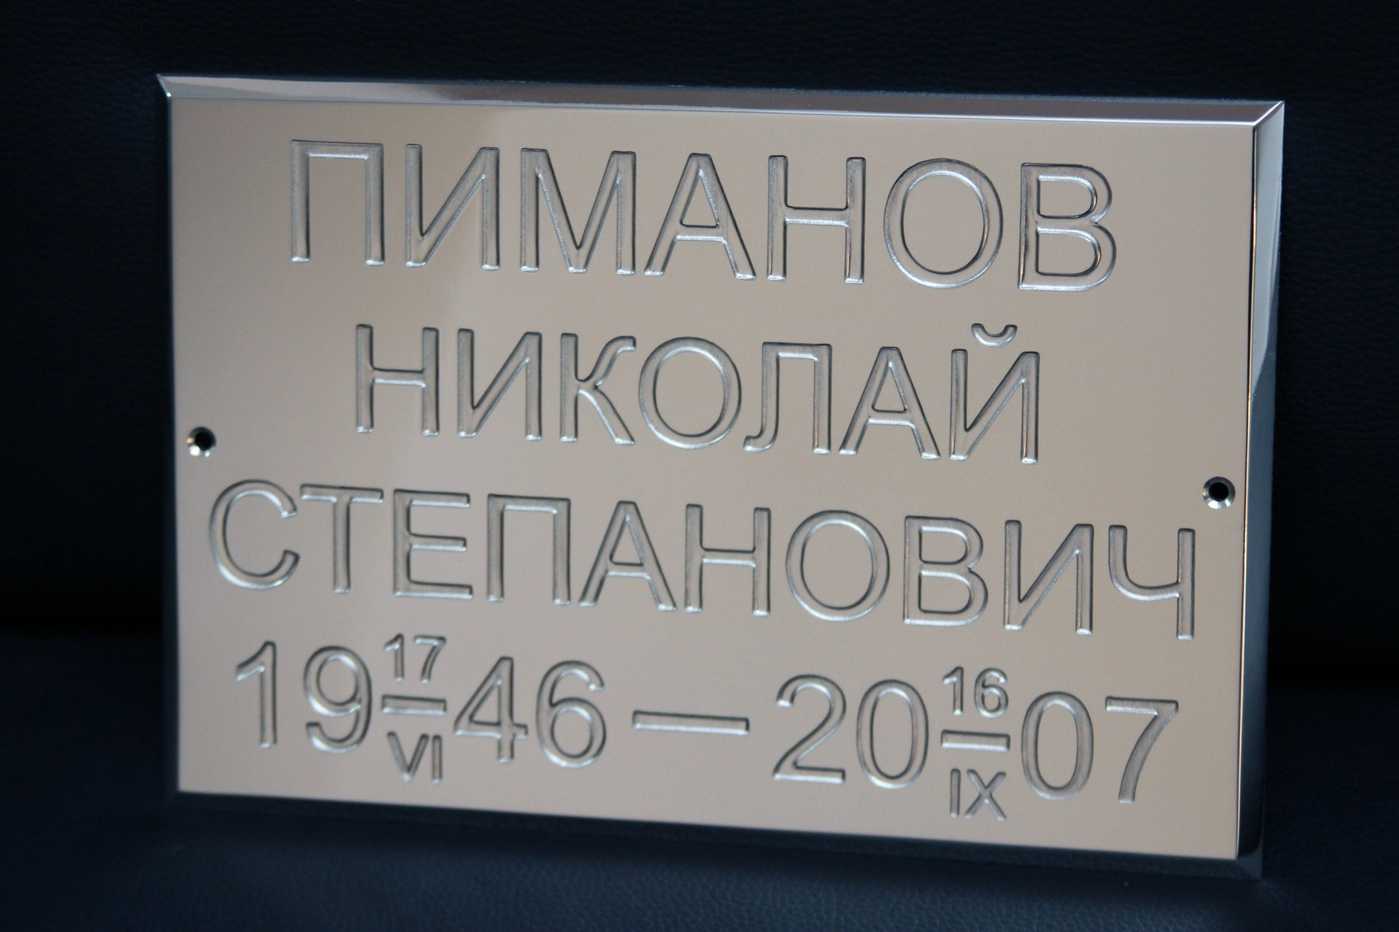 ПИМАНОВ
НИКОЛАЙ
СТЕПАНОВИЧ
19 17/VI 46 — 20 16/IX 07